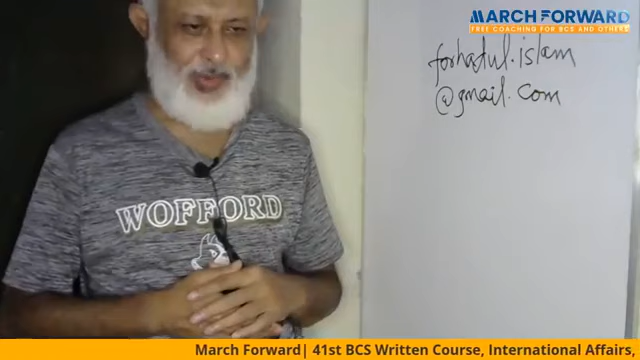 MARCH FORWARD
FREE COACHING FOR BCS AND OTHERS
forhatul.islam
@gmail.com
WOFFORD
March Forward| 41st BCS Written Course, International Affairs,